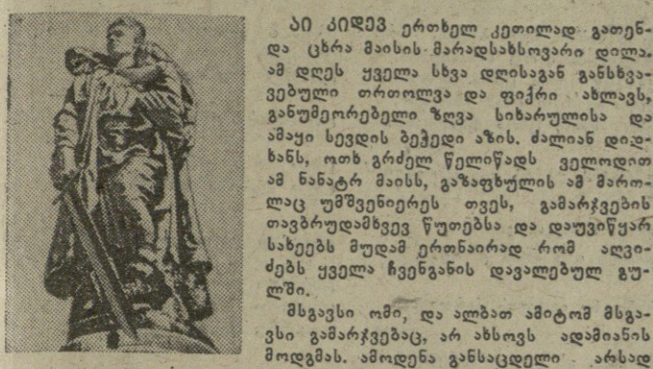 აი კიდევ ერთხელ კეთილად გათენ-
და ცხრა მაისის მარადსახსოვარი დილა.
ამ დღეს ყველა სხვა დღისაგან განსხვა-
ვებული თრთოლვა და ფიქრი ახლავს,
განუმეორებელი ზღვა სიხარულისა და
ამაყი სევდის ბეჭედი აზის. ძალიან დიდ-
ხანს, ოთხ გრძელ წელიწადს ველოდით
ამ ნანატრ მაისს, გაზაფხულის ამ მართ-
ლაც უმშვენიერეს თვეს, გამარჯვების
თავბრუდამხვევ წუთებსა და დაუვიწყარ
სახეებს მუდამ ერთნაირად რომ აღვი-
ძებს ყველა ჩვენგანის დავალებულ გუ-
ლში.
მსგავსი ომი, და ალბათ ამიტომ მსგა-
ვსი გამარჯვებაც, არ ახსოვს ადამიანის
მოდგმას. ამოდენა განსაცდელი არსად